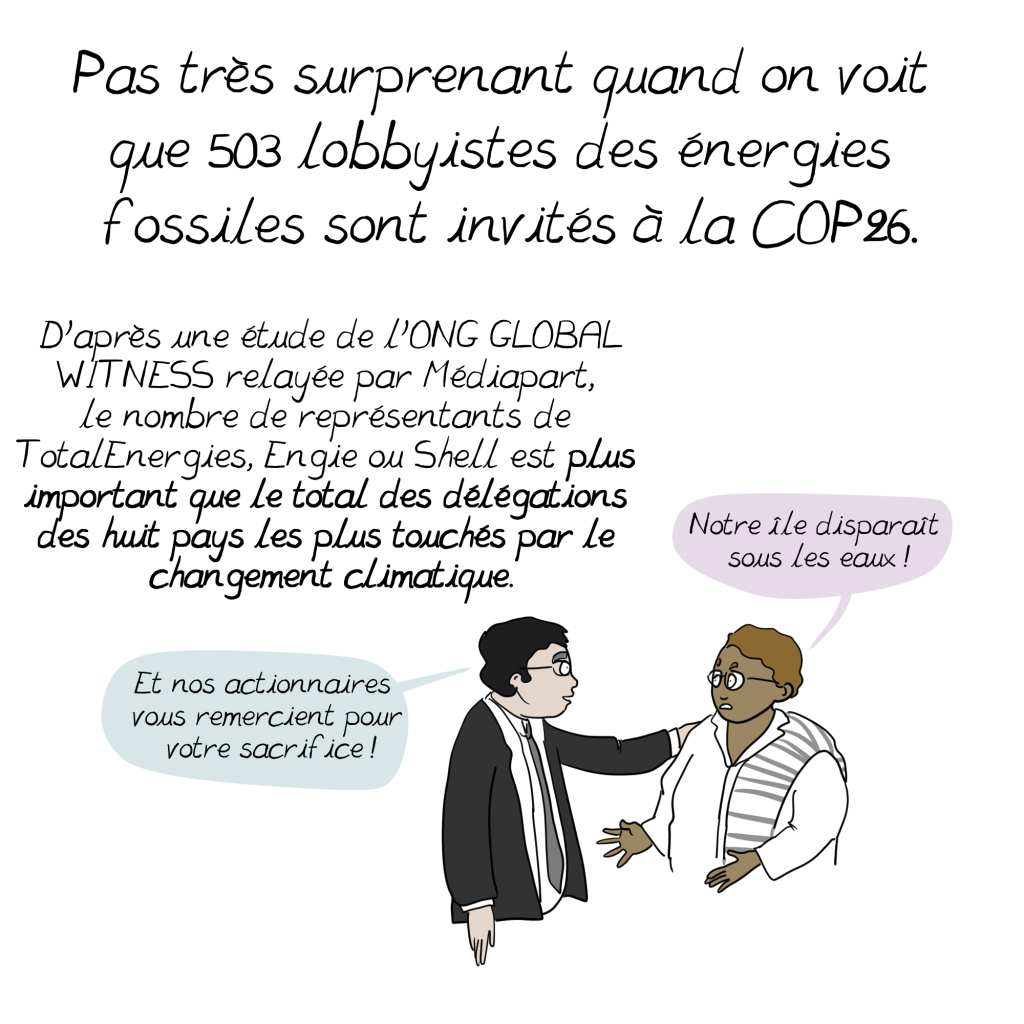 Pas très surprenant quand on voit
que 503 lobbyistes des énergies
fossiles sont invités à la COP26.
D'après une étude de l'ONG GLOBAL
WITNESS relayée par Médiapart,
le nombre de représentants de
TotalEnergies, Engie ou Shell est plus
important que le total des délégations
des huit pays les plus touchés par le
changement climatique.
Notre île disparaît
sous les eaux !
Et nos actionnaires
vous remercient pour
votre sacrifice !